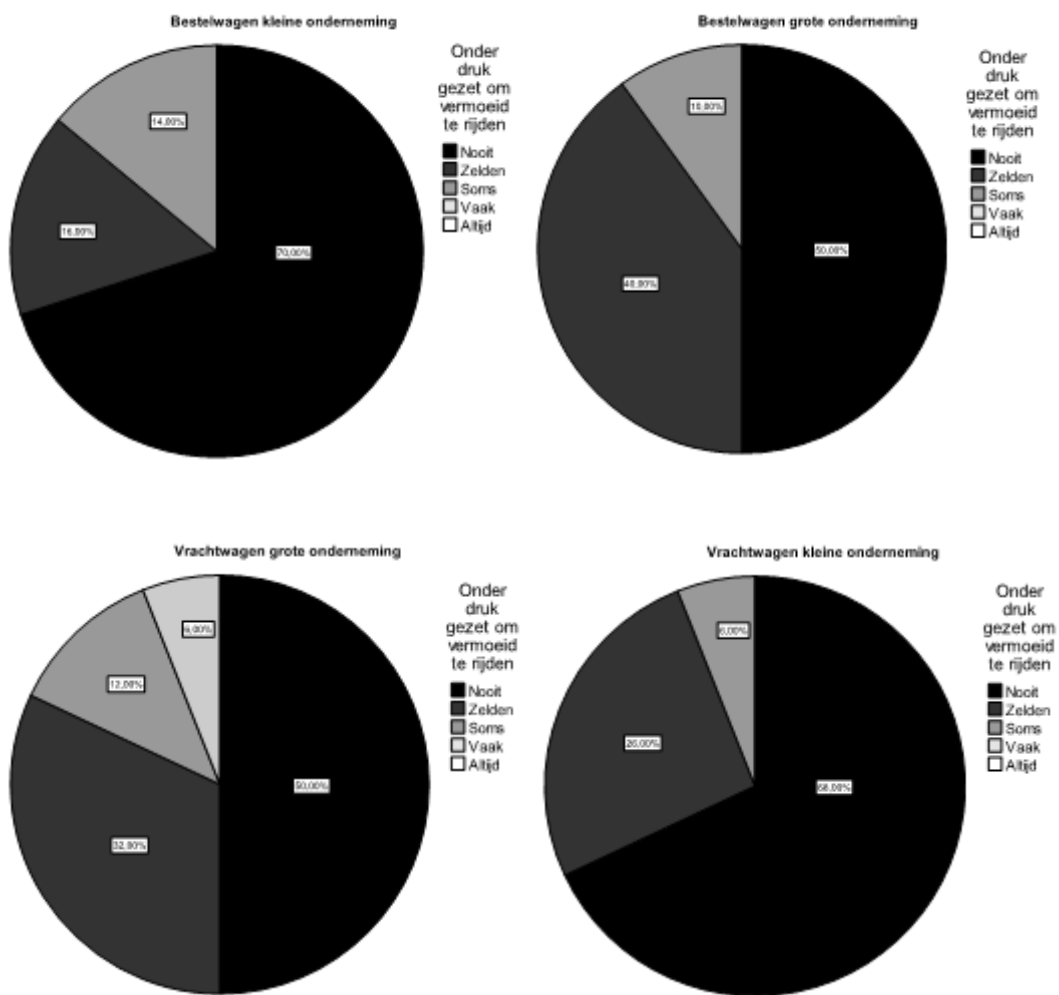 Bestelwagen kleine onderneming
Onder
druk
gezet om
vermoeid
te rijden
Nooit
Zelden
Soms
Vaak
Altijd
14,00%
16,00%
70,00%
Bestelwagen grote onderneming
Onder
druk
gezet om
vermoeid
te rijden
Nooit
Zelden
Soms
Vaak
Altijd
10,00%
40,00%
50,00%
Vrachtwagen grote onderneming
Onder
druk
gezet om
vermoeid
te rijden
Nooit
Zelden
Soms
Vaak
Altijd
6,00%
12,00%
50,00%
32,00%
Vrachtwagen kleine onderneming
Onder
druk
gezet om
vermoeid
te rijden
Nooit
Zelden
Soms
Vaak
Altijd
6,00%
26,00%
68,00%